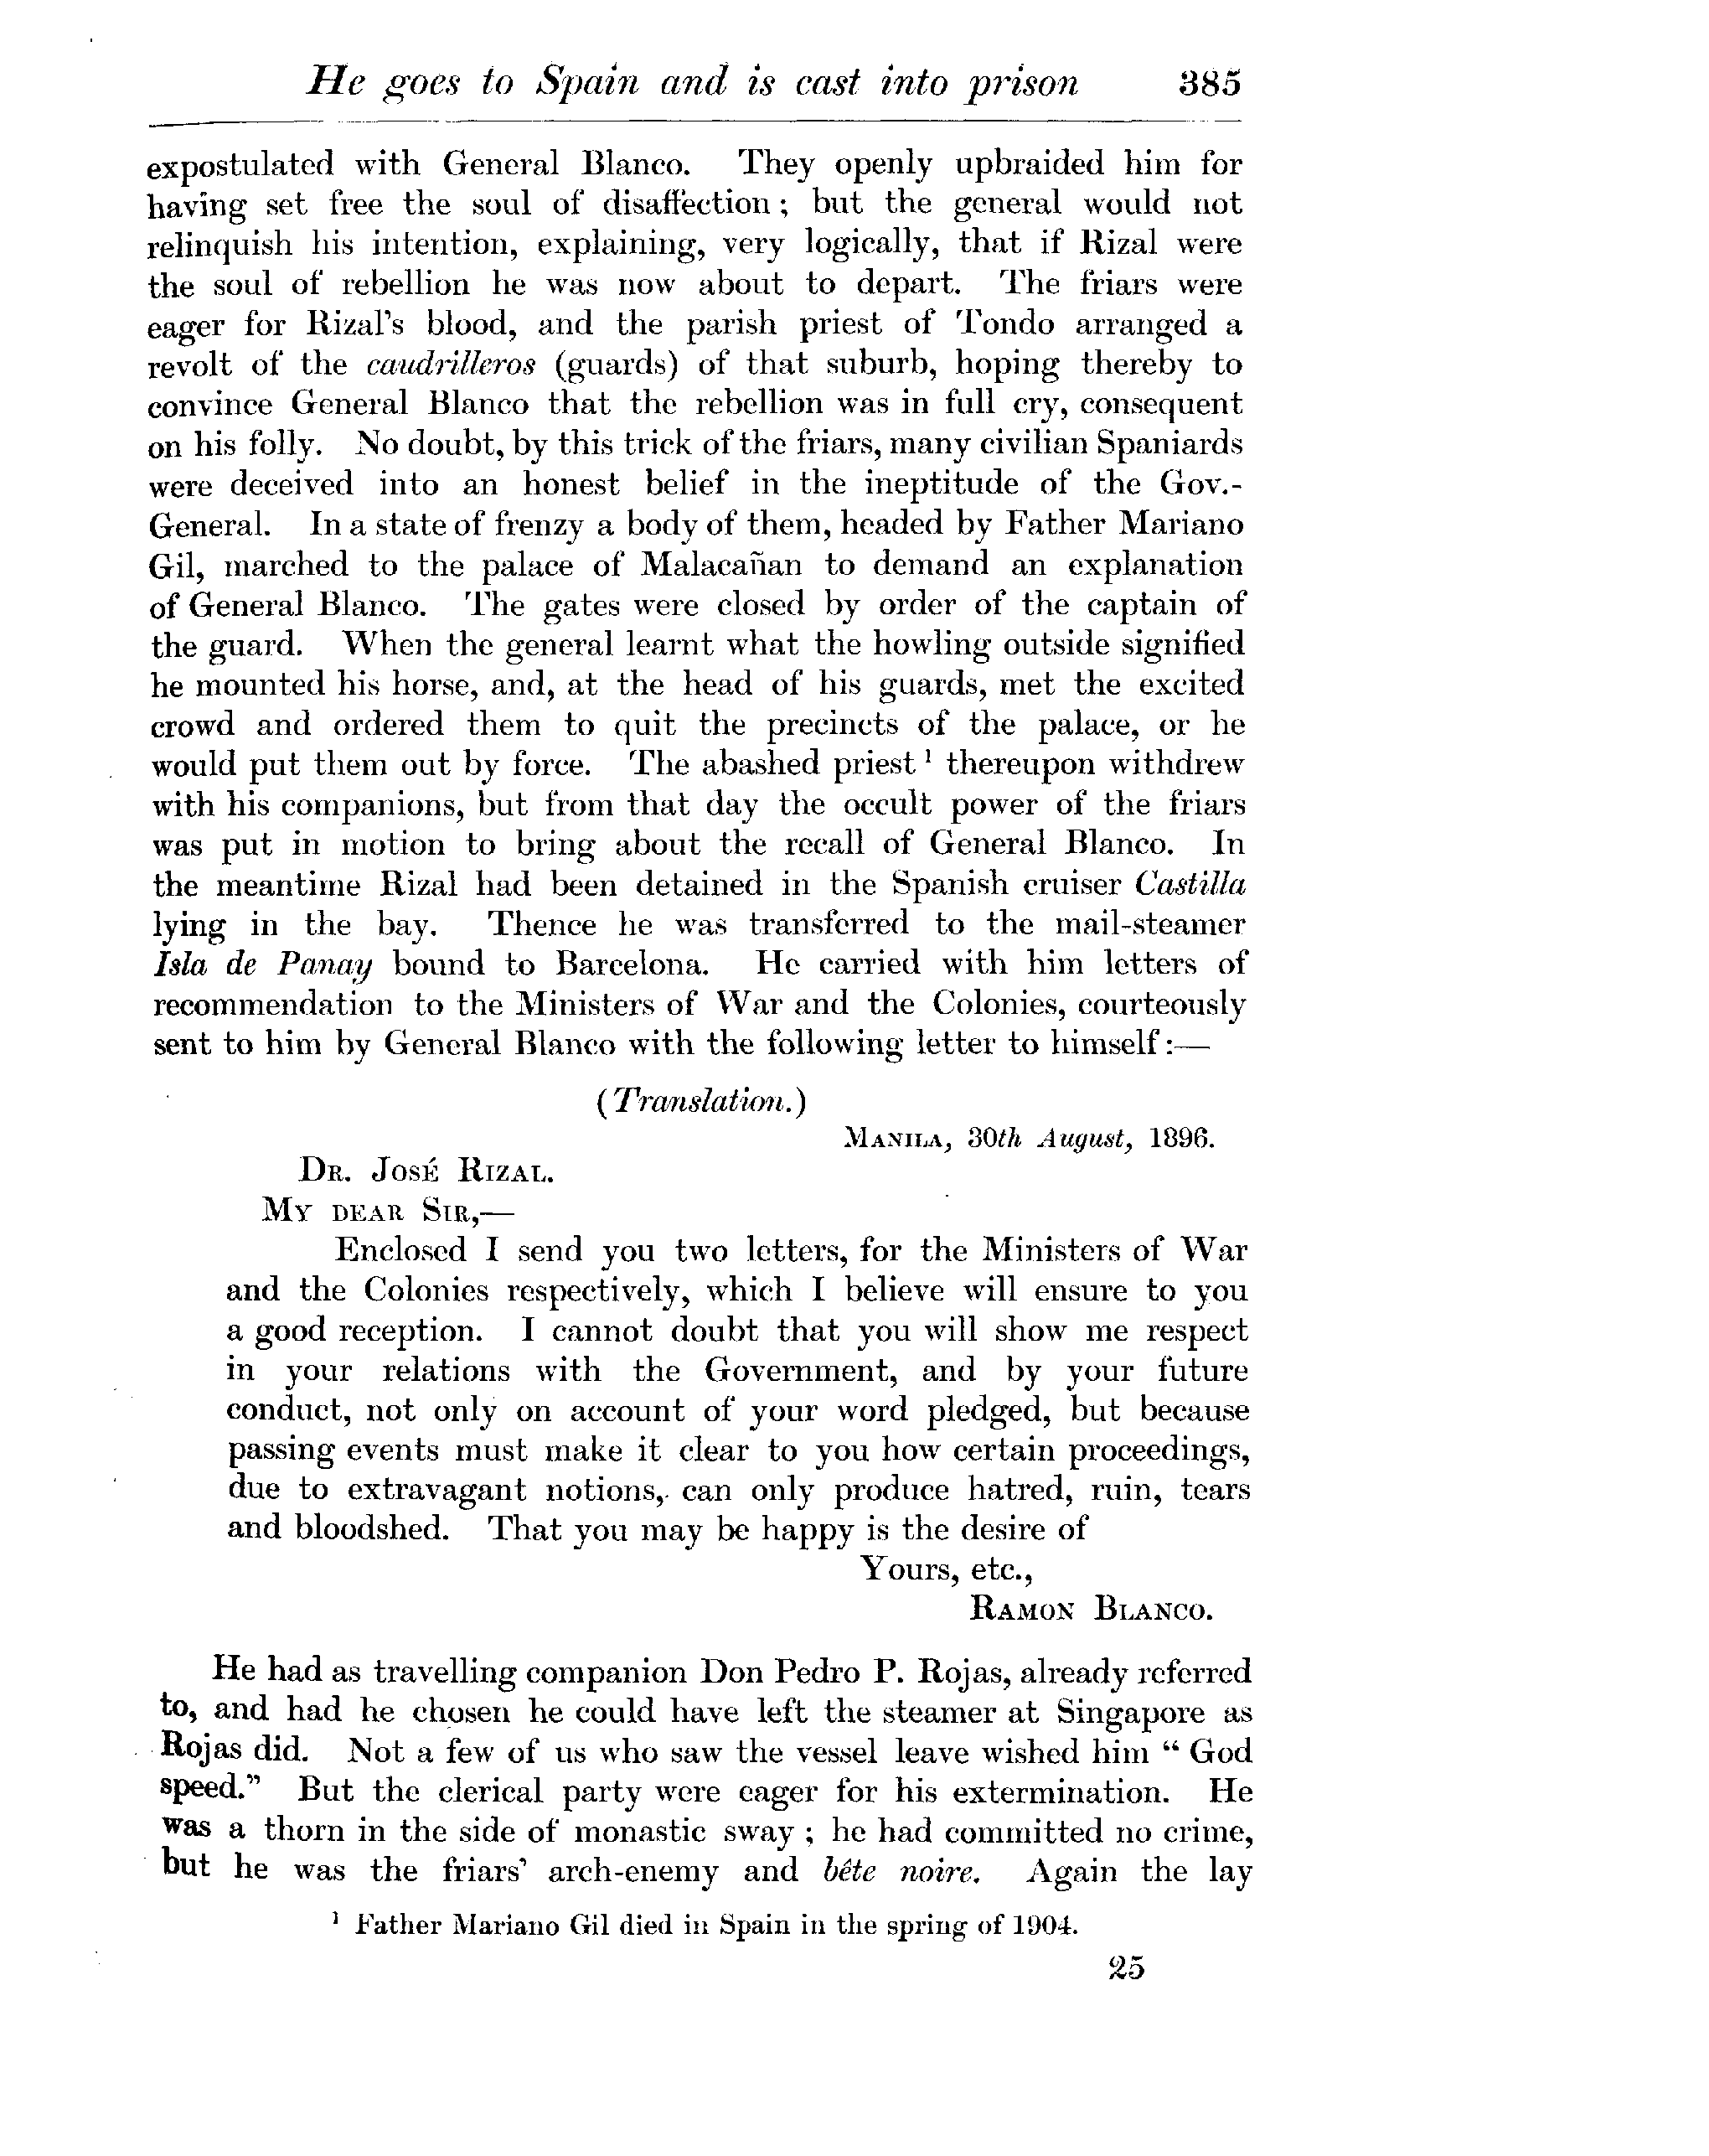 He goes to Spain and is cast into prison 385
expostulated with General Blanco. They openly upbraided him for
having set free the soul of disaffection; but the general would not
relinquish his intention, explaining, very logically, that if Rizal were
the soul of rebellion he was now about to depart. The friars were
eager for Rizal's blood, and the parish priest of Tondo arranged a
revolt of the caudrilleros (guards) of that suburb, hoping thereby to
convince General Blanco that the rebellion was in full cry, consequent
on his folly. No doubt, by this trick of the friars, many civilian Spaniards
were deceived into an honest belief in the ineptitude of the Gov.-
General. In a state of frenzy a body of them, headed by Father Mariano
Gil, marched to the palace of Malacañan to demand an explanation
of General Blanco. The gates were closed by order of the captain of
the guard. When the general learnt what the howling outside signified
he mounted his horse, and, at the head of his guards, met the excited
crowd and ordered them to quit the precincts of the palace, or he
would put them out by force. The abashed priest ¹ thereupon withdrew
with his companions, but from that day the occult power of the friars
was put in motion to bring about the recall of General Blanco. In
the meantime Rizal had been detained in the Spanish cruiser Castilla
lying in the bay. Thence he was transferred to the mail-steamer
Isla de Panay bound to Barcelona. He carried with him letters of
recommendation to the Ministers of War and the Colonies, courteously
sent to him by General Blanco with the following letter to himself:—
(Translation.)
MANILA, 30th August, 1896.
DR. JOSÉ RIZAL.
MY DEAR SIR,—
Enclosed I send you two letters, for the Ministers of War
and the Colonies respectively, which I believe will ensure to you
a good reception. I cannot doubt that you will show me respect
in your relations with the Government, and by your future
conduct, not only on account of your word pledged, but because
passing events must make it clear to you how certain proceedings,
due to extravagant notions, can only produce hatred, ruin, tears
and bloodshed. That you may be happy is the desire of
Yours, etc.,
RAMON BLANCO.
He had as travelling companion Don Pedro P. Rojas, already referred
to, and had he chosen he could have left the steamer at Singapore as
Rojas did. Not a few of us who saw the vessel leave wished him “ God
speed.” But the clerical party were eager for his extermination. He
was a thorn in the side of monastic sway; he had committed no crime,
but he was the friars' arch-enemy and bête noire. Again the lay
¹ Father Mariano Gil died in Spain in the spring of 1904.
25